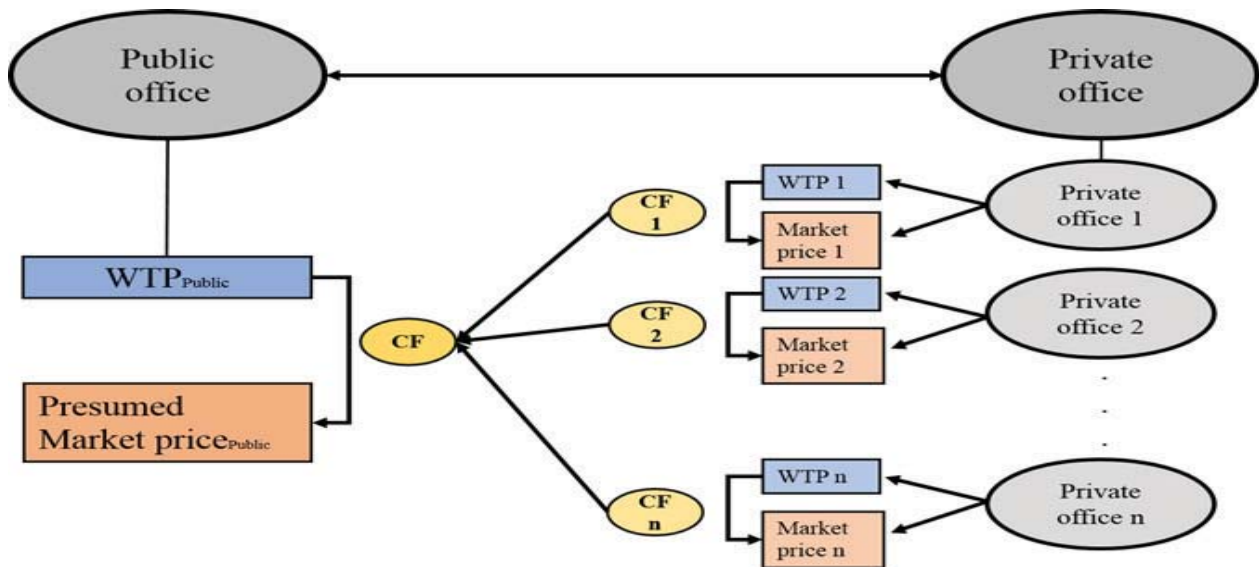 Public
office
Private
office
WTP 1
Market
price 1
Private
office 1
CF
1
WTPPublic
WTP 2
Market
price 2
Private
office 2
CF
2
CF
Presumed
Market pricePublic
.
.
.
WTP n
Market
price n
Private
office n
CF
n